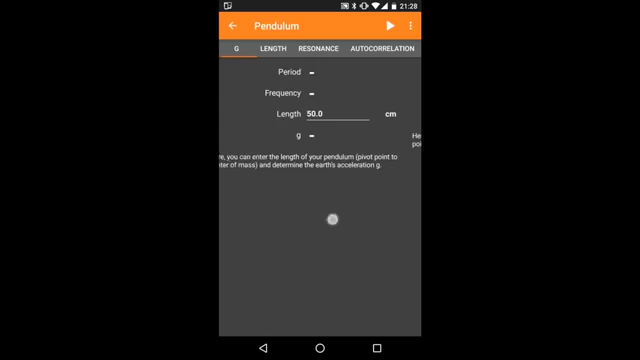 21:28
Pendulum
G LENGTH RESONANCE AUTOCORRELATION
Period -
Frequency -
Length 50.0 cm
g -
He
poi
re, you can enter the length of your pendulum (pivot point to
nter of mass) and determine the earth's acceleration g.